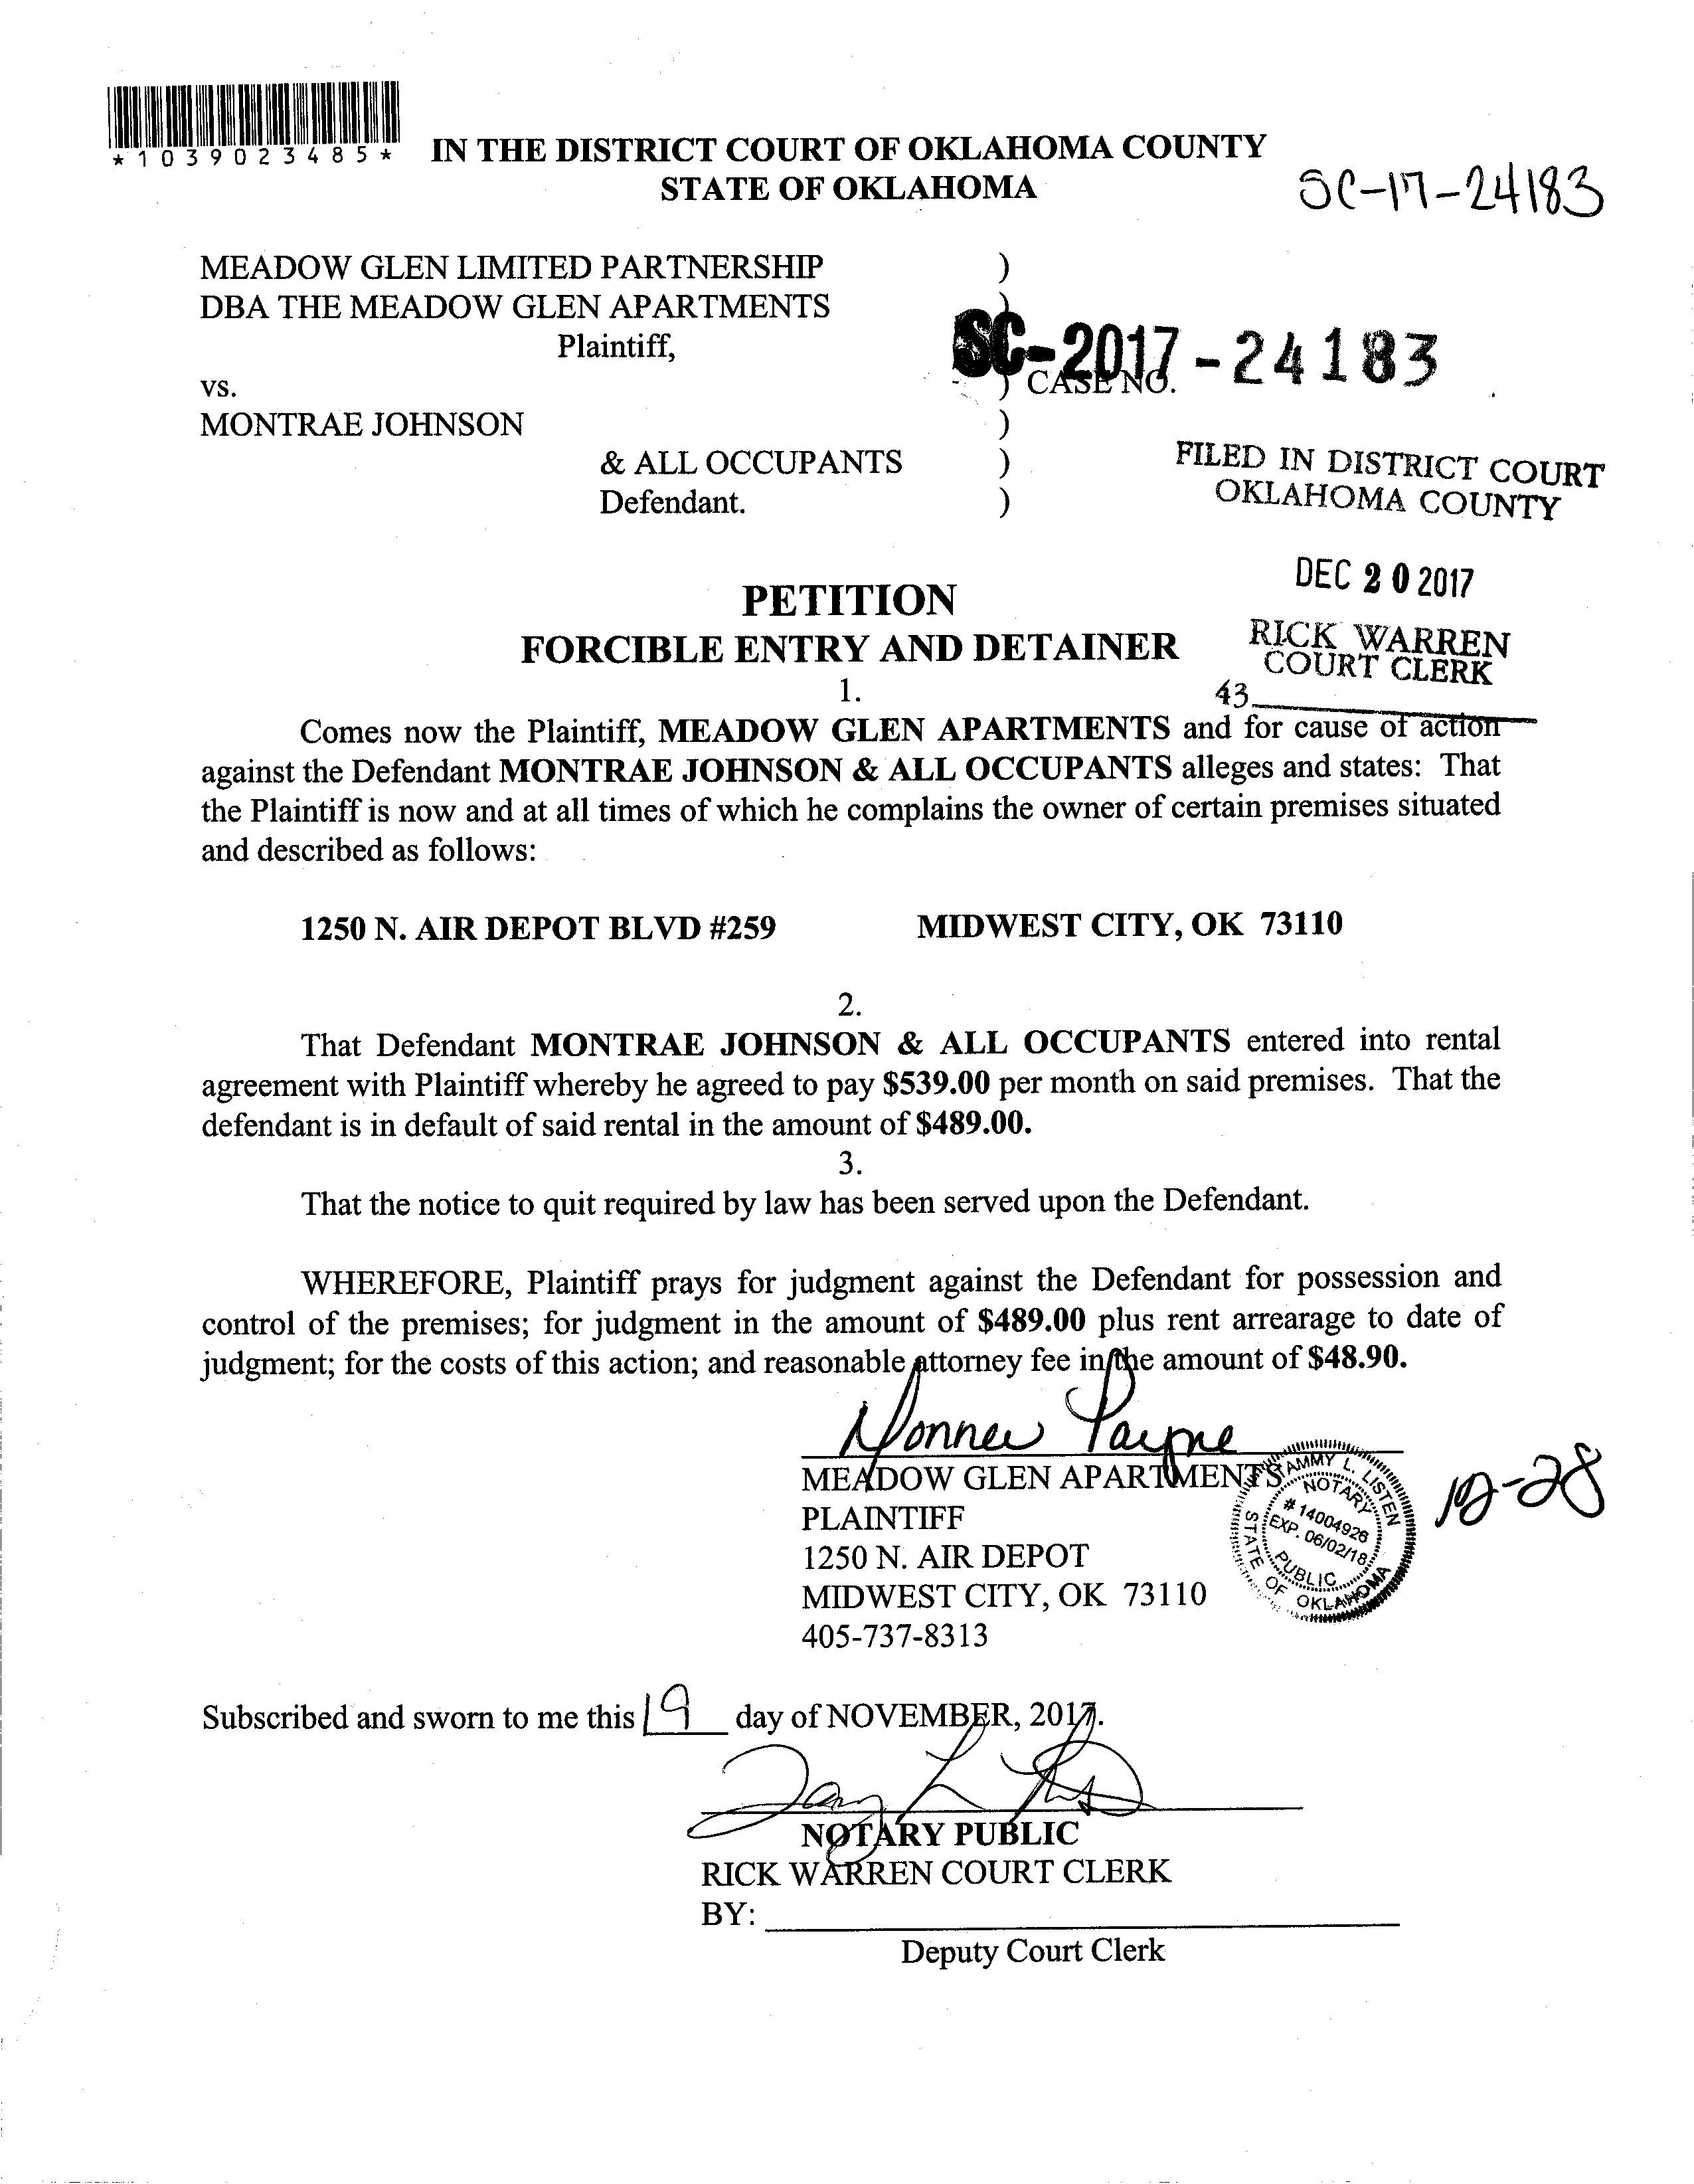 *1039023485*
IN THE DISTRICT COURT OF OKLAHOMA COUNTY
STATE OF OKLAHOMA
SC-17-24183
MEADOW GLEN LIMITED PARTNERSHIP )
DBA THE MEADOW GLEN APARTMENTS )
Plaintiff,
SC-2017-24183
vs. ) CASE NO. .
MONTRAE JOHNSON )
& ALL OCCUPANTS )
Defendant. )
FILED IN DISTRICT COURT
OKLAHOMA COUNTY
DEC 20 2017
RICK WARREN
COURT CLERK
43
PETITION
FORCIBLE ENTRY AND DETAINER
1.
Comes now the Plaintiff, MEADOW GLEN APARTMENTS and for cause of action
against the Defendant MONTRAE JOHNSON & ALL OCCUPANTS alleges and states: That
the Plaintiff is now and at all times of which he complains the owner of certain premises situated
and described as follows:
1250 N. AIR DEPOT BLVD #259 MIDWEST CITY, OK 73110
2.
That Defendant MONTRAE JOHNSON & ALL OCCUPANTS entered into rental
agreement with Plaintiff whereby he agreed to pay $539.00 per month on said premises. That the
defendant is in default of said rental in the amount of $489.00.
3.
That the notice to quit required by law has been served upon the Defendant.
WHEREFORE, Plaintiff prays for judgment against the Defendant for possession and
control of the premises; for judgment in the amount of $489.00 plus rent arrearage to date of
judgment; for the costs of this action; and reasonable attorney fee in the amount of $48.90.
Payne
MEADOW GLEN APARTMENTS
PLAINTIFF
1250 N. AIR DEPOT
MIDWEST CITY, OK 73110
405-737-8313
TAMMY L. LISTEN
NOTARY
# 14004926
EXP. 06/02/18
PUBLIC
STATE OF OKLAHOMA
12-28
Subscribed and sworn to me this 19 day of NOVEMBER, 2017.
NOTARY PUBLIC
RICK WARREN COURT CLERK
BY:
Deputy Court Clerk